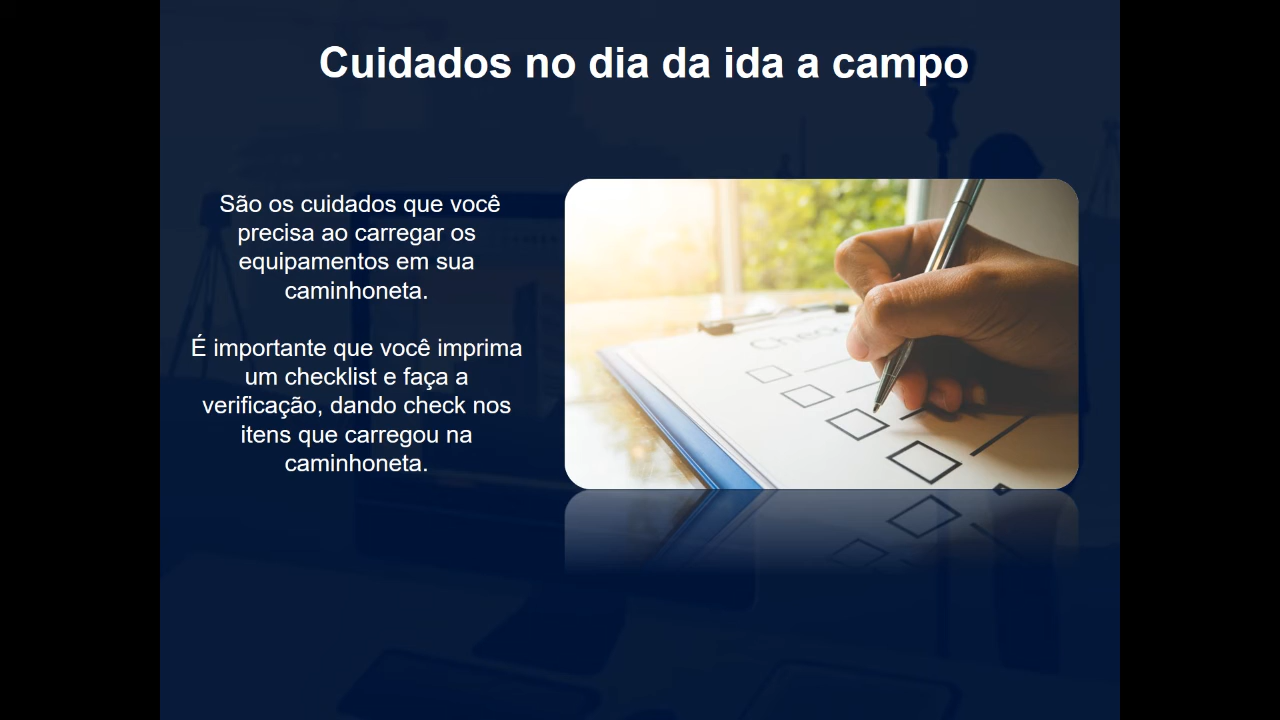 Cuidados no dia da ida a campo
São os cuidados que você
precisa ao carregar os
equipamentos em sua
caminhoneta.
É importante que você imprima
um checklist e faça a
verificação, dando check nos
itens que carregou na
caminhoneta.
Check